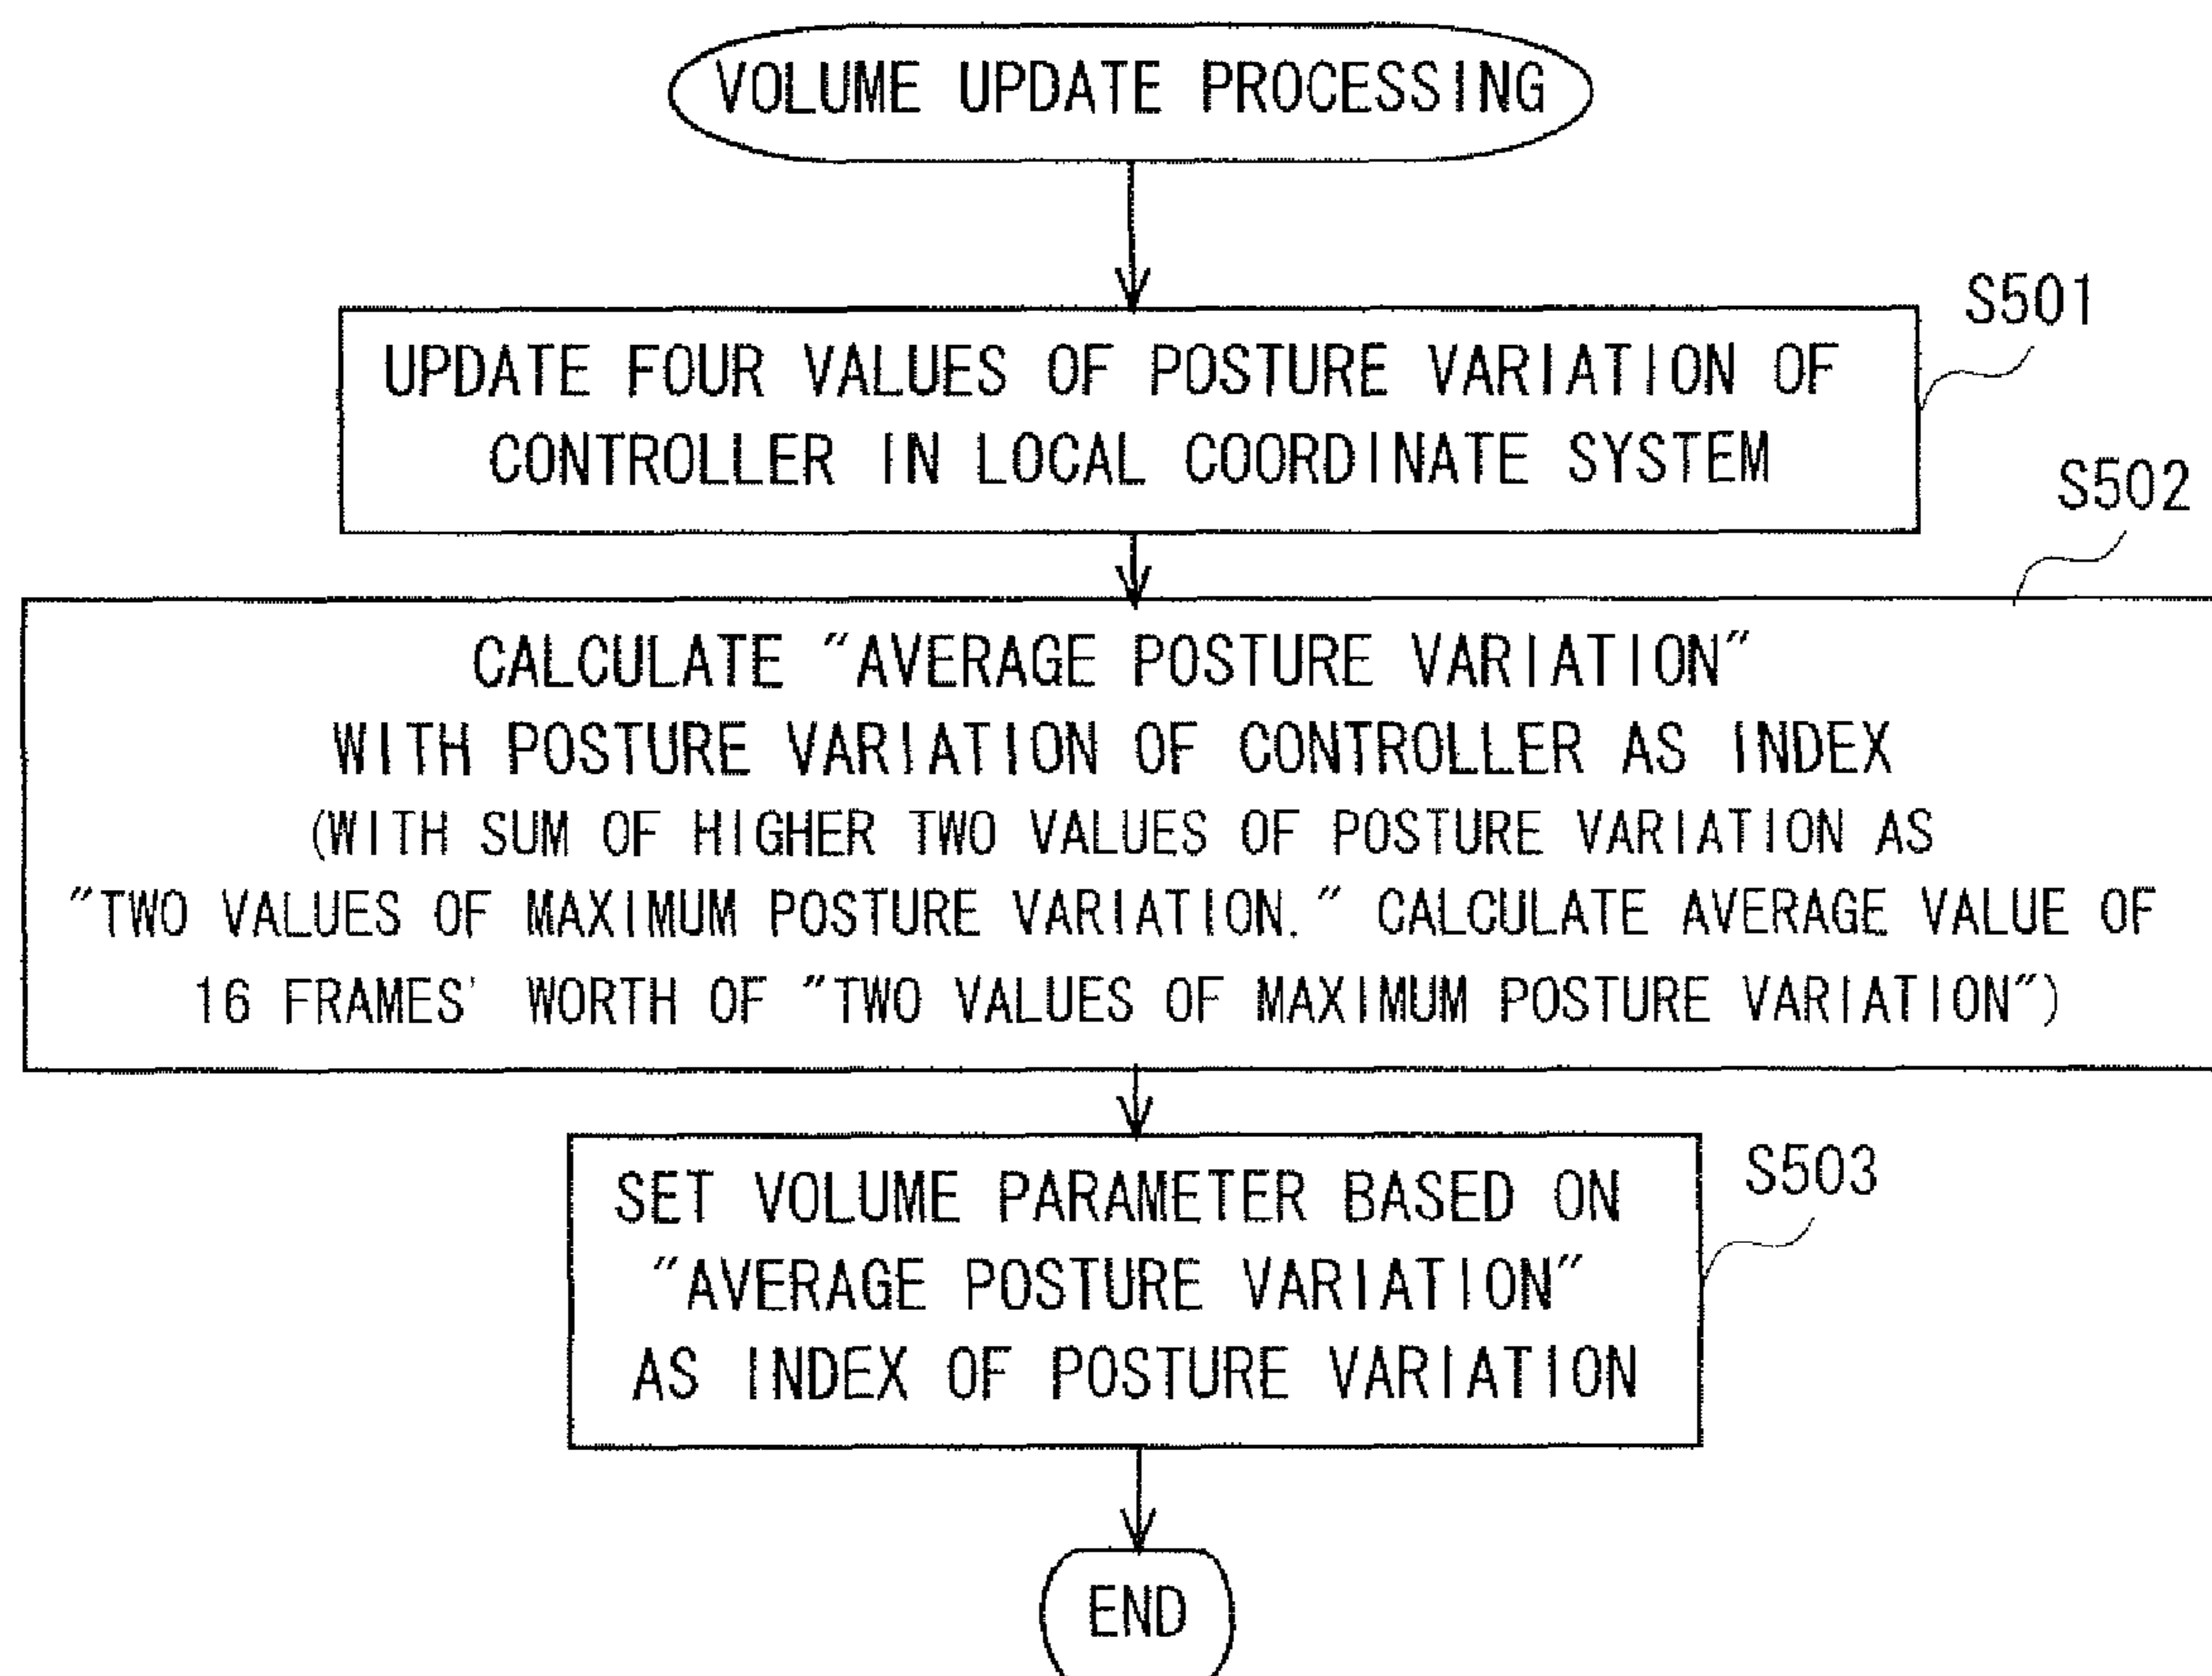 VOLUME UPDATE PROCESSING
S501
UPDATE FOUR VALUES OF POSTURE VARIATION OF
CONTROLLER IN LOCAL COORDINATE SYSTEM
S502
CALCULATE "AVERAGE POSTURE VARIATION"
WITH POSTURE VARIATION OF CONTROLLER AS INDEX
(WITH SUM OF HIGHER TWO VALUES OF POSTURE VARIATION AS
"TWO VALUES OF MAXIMUM POSTURE VARIATION." CALCULATE AVERAGE VALUE OF
16 FRAMES' WORTH OF "TWO VALUES OF MAXIMUM POSTURE VARIATION")
S503
SET VOLUME PARAMETER BASED ON
"AVERAGE POSTURE VARIATION"
AS INDEX OF POSTURE VARIATION
END